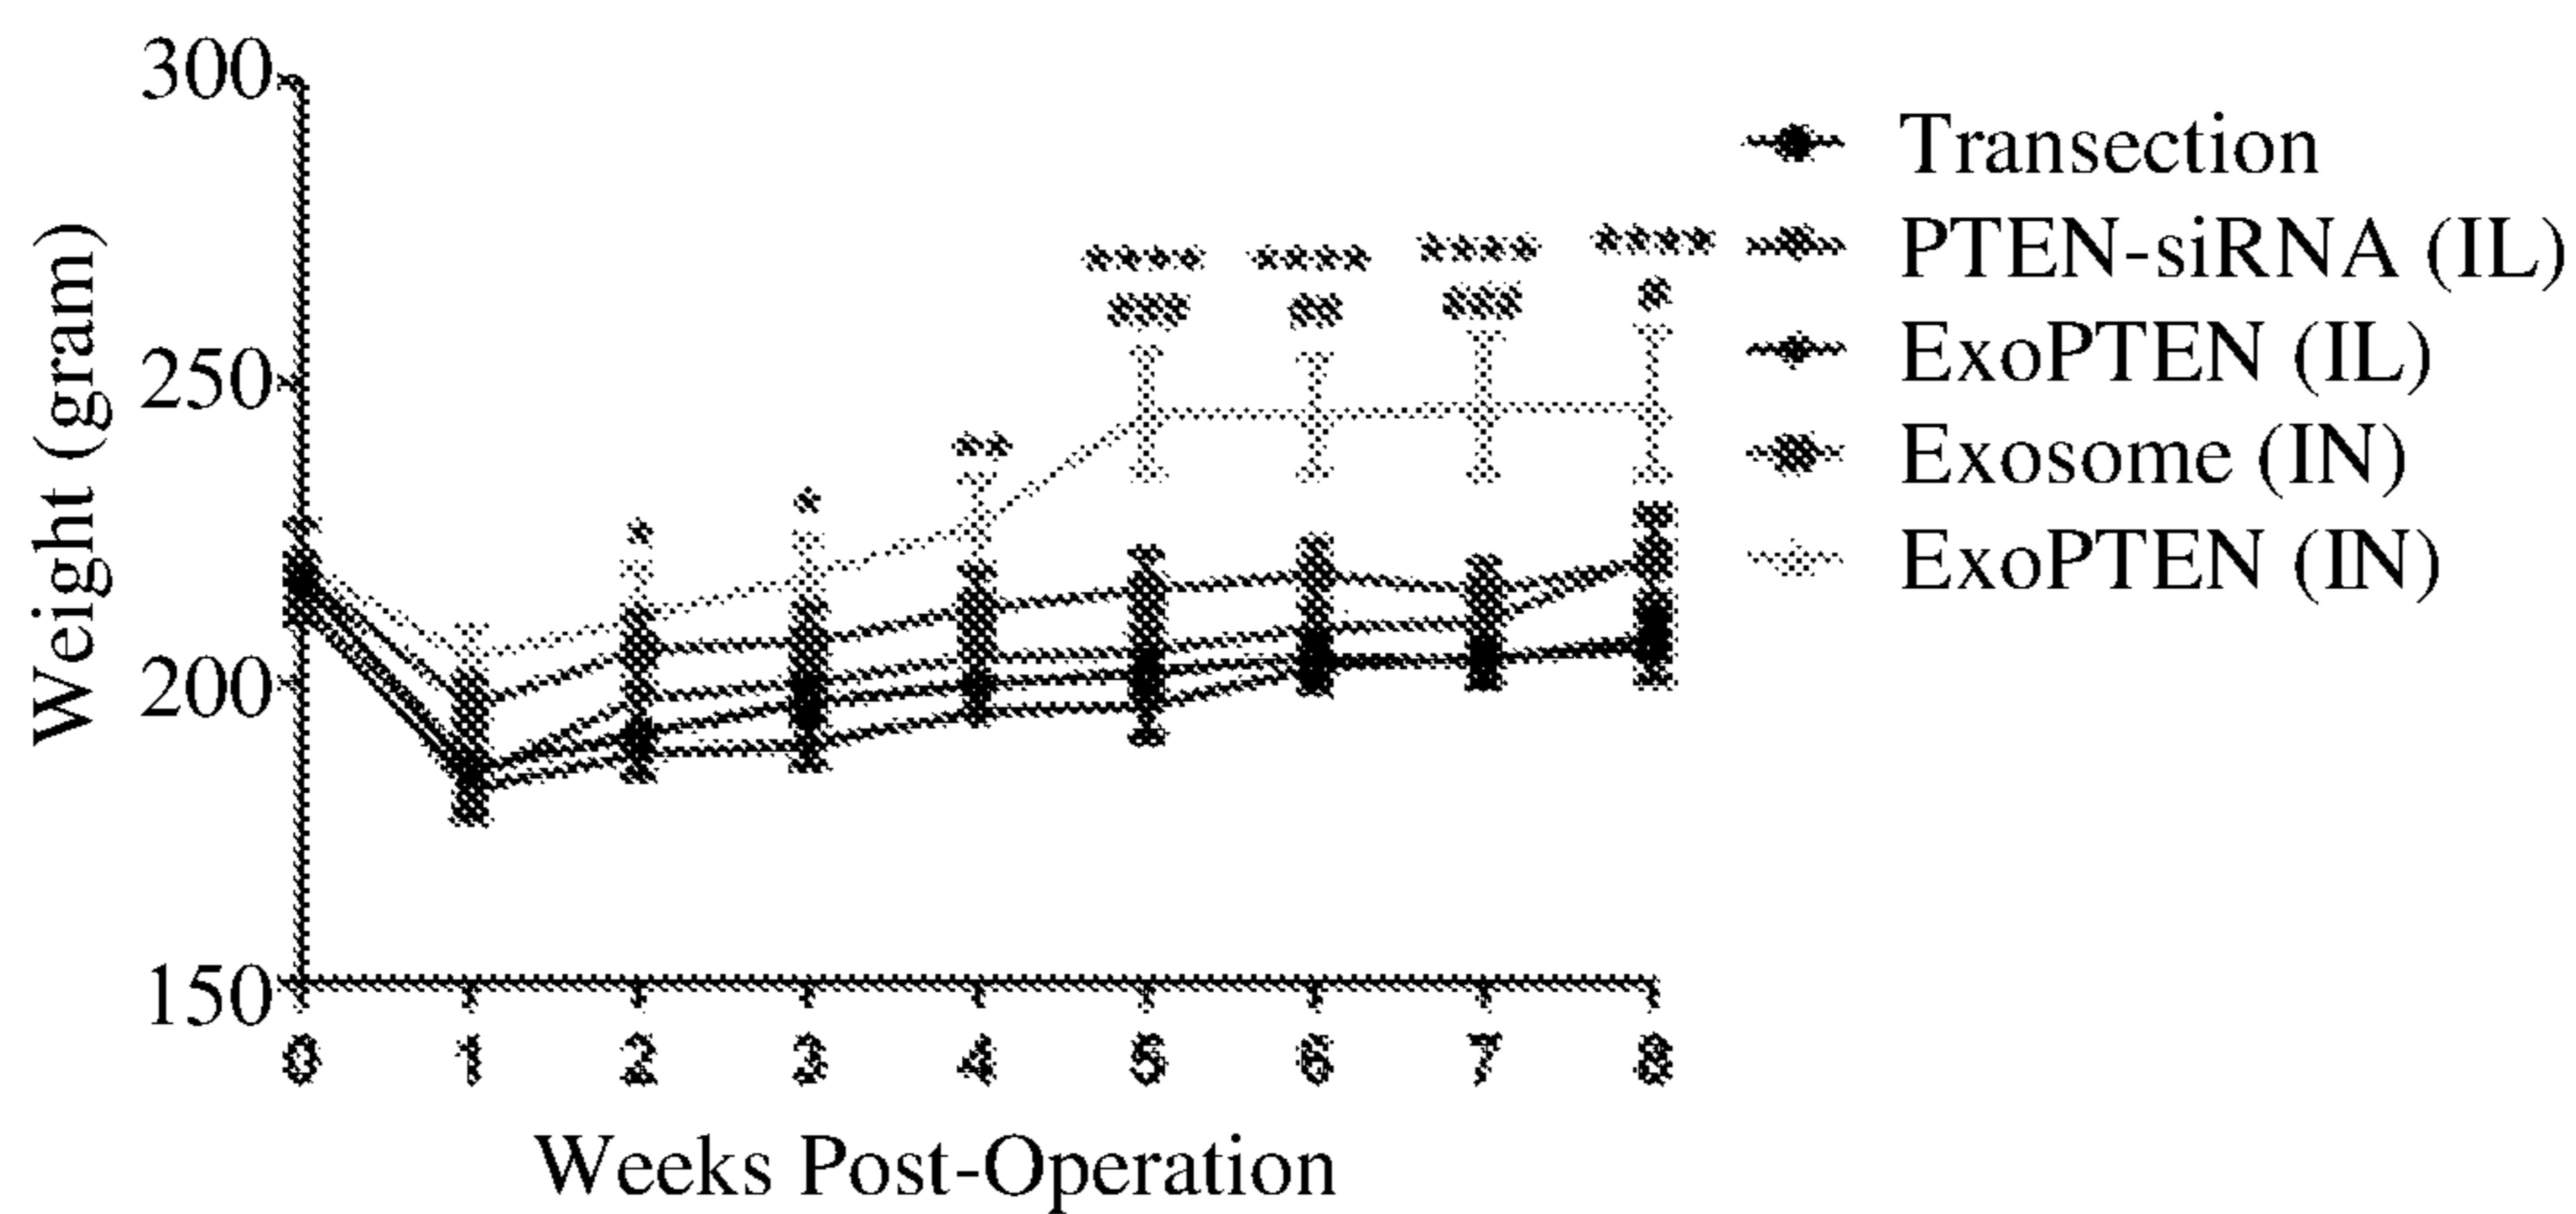 300
250
200
150
Weight (gram)
0 1 2 3 4 5 6 7 8
Weeks Post-Operation
* * ** **** **** **** ****
*** ** *** *
Transection
PTEN-siRNA (IL)
ExoPTEN (IL)
Exosome (IN)
ExoPTEN (IN)